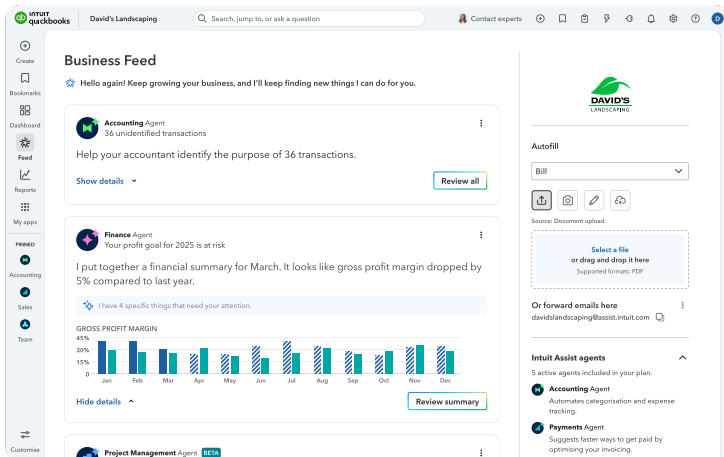 INTUIT
quickbooks
David's Landscaping
Search, jump to, or ask a question
Contact experts
D
Create
Bookmarks
Dashboard
Feed
Reports
My apps
PINNED
Accounting
Sales
Team
Customise
Business Feed
Hello again! Keep growing your business, and I'll keep finding new things I can do for you.
Accounting Agent
36 unidentified transactions
Help your accountant identify the purpose of 36 transactions.
Show details
Review all
Finance Agent
Your profit goal for 2025 is at risk
I put together a financial summary for March. It looks like gross profit margin dropped by
5% compared to last year.
I have 4 specific things that need your attention.
GROSS PROFIT MARGIN
45%
30%
15%
0
Jan Feb Mar Apr May Jun Jul Aug Sep Oct Nov Dec
Hide details
Review summary
Project Management Agent BETA
DAVID'S
LANDSCAPING
Autofill
Bill
Source: Document upload
Select a file
or drag and drop it here
Supported formats: PDF
Or forward emails here
davidslandscaping@assist.intuit.com
Intuit Assist agents
5 active agents included in your plan.
Accounting Agent
Automates categorisation and expense
tracking.
Payments Agent
Suggests faster ways to get paid by
optimising your invoicing.